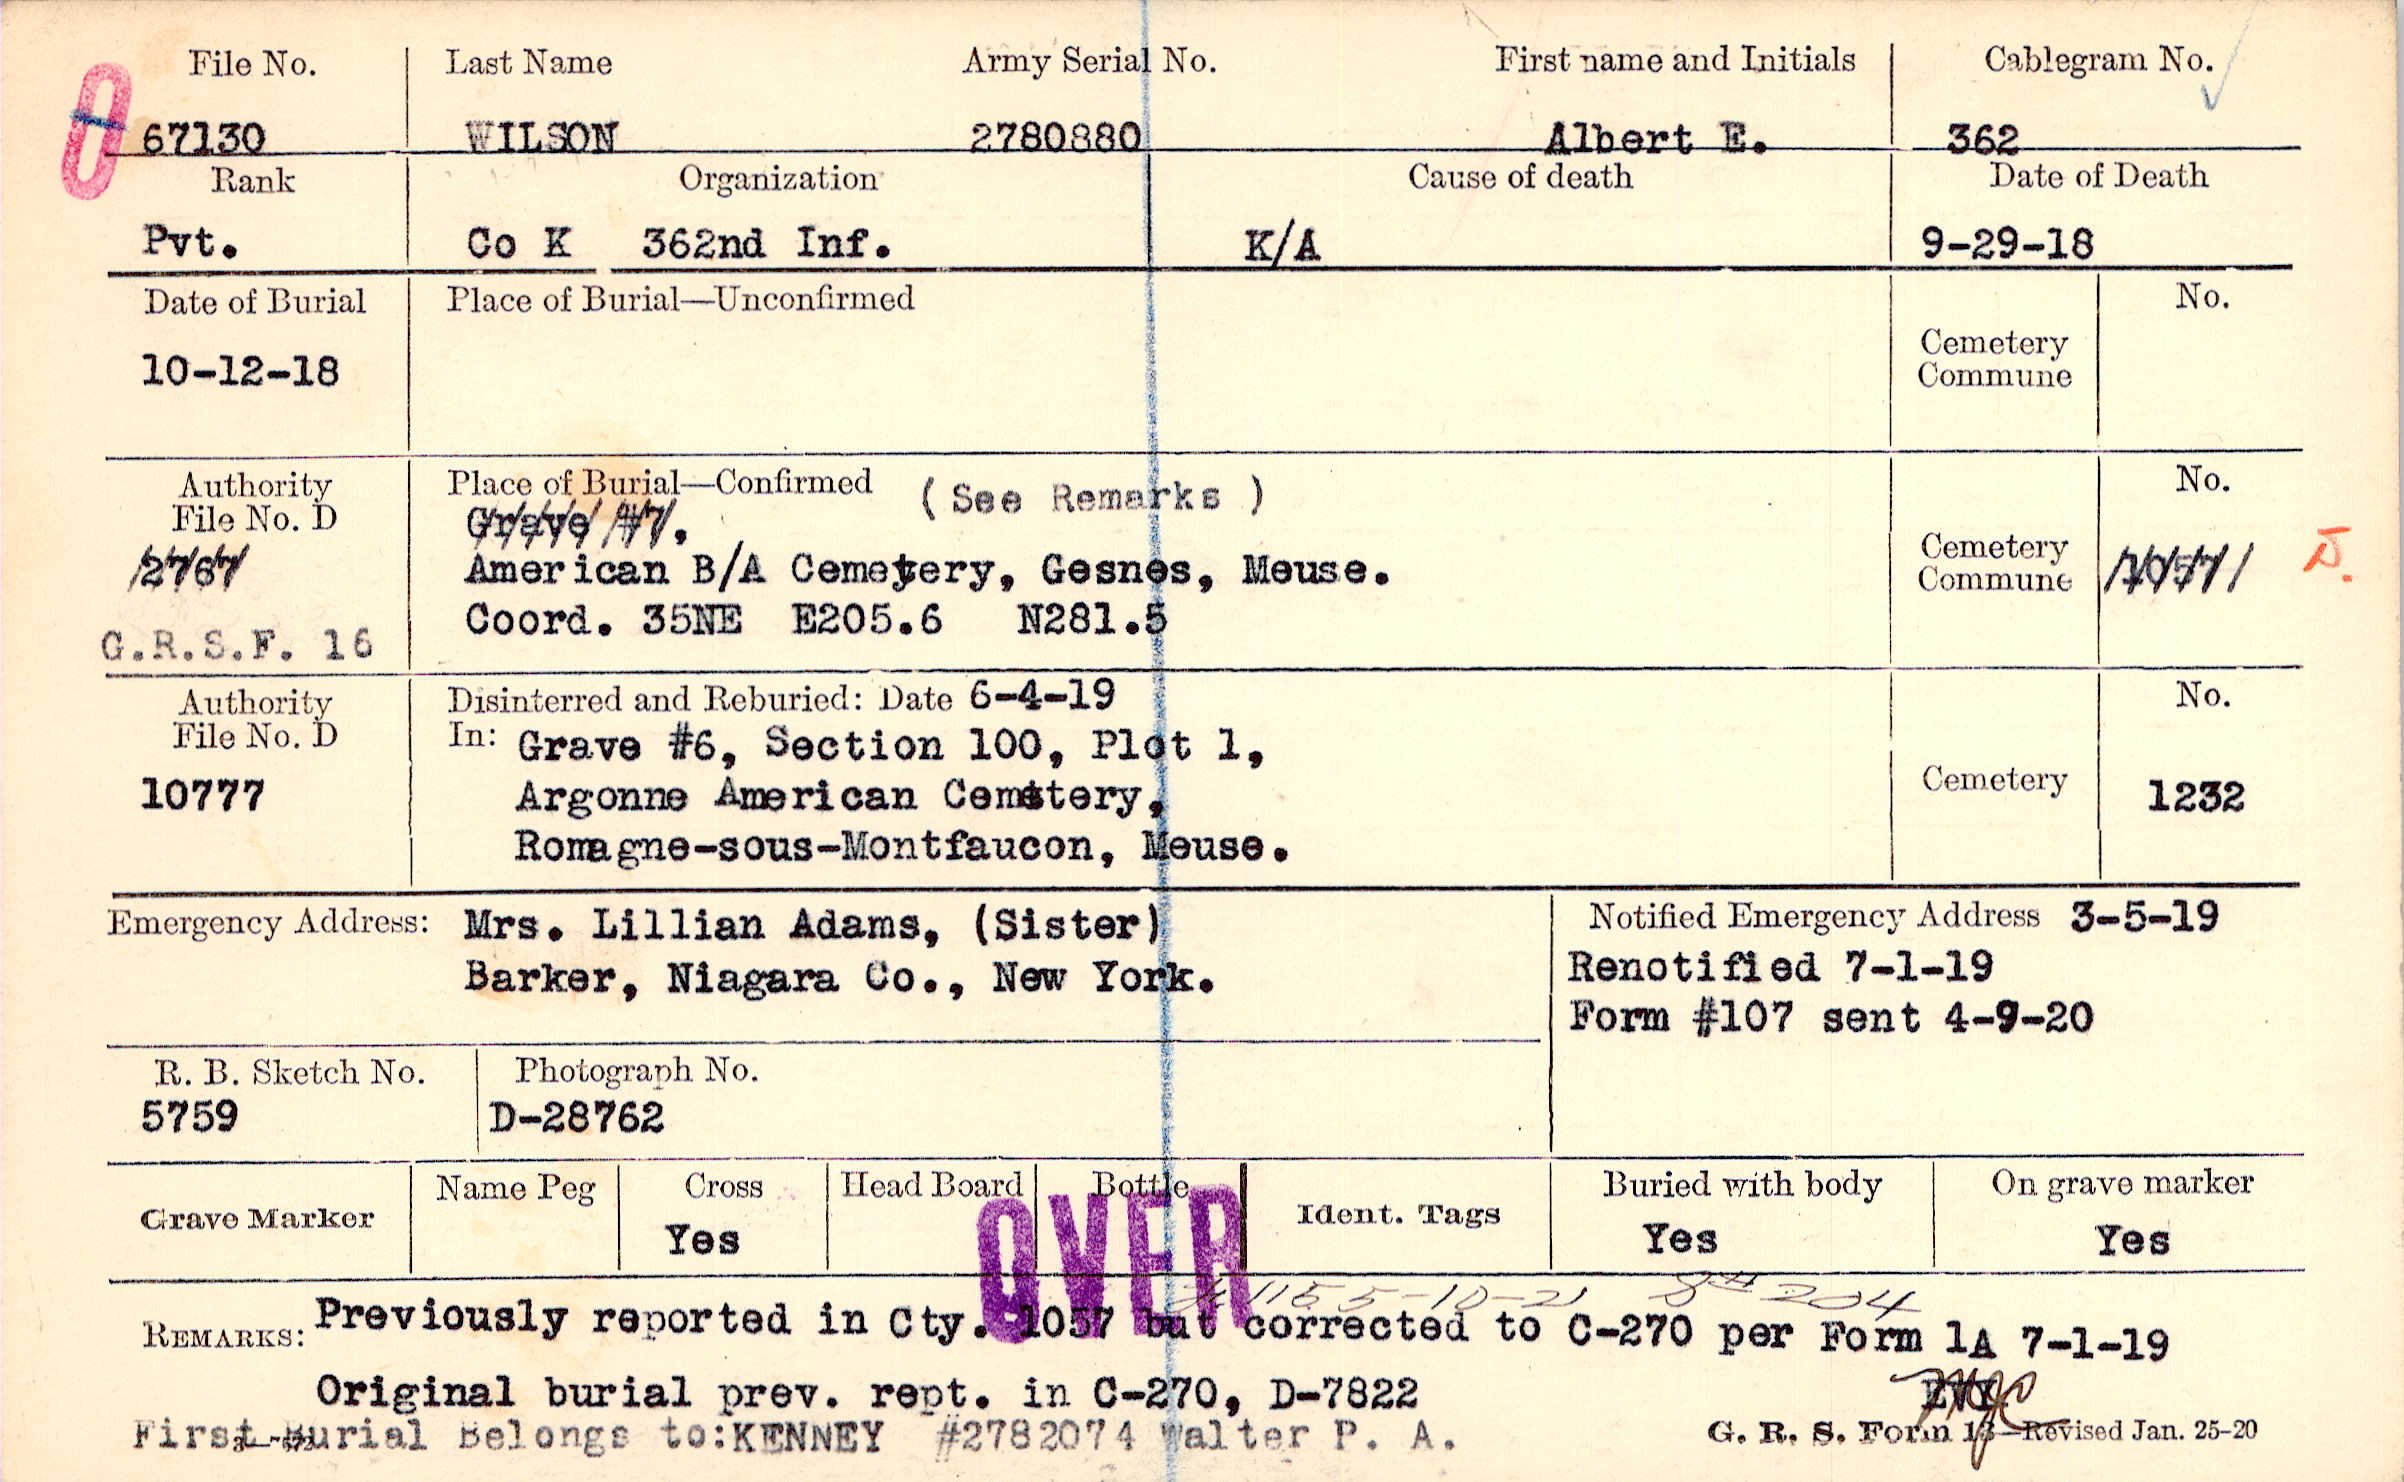 File No. Last Name Army Serial No. First name and Initials Cablegram No.
67130 WILSON 2780880 Albert E. 362
Rank Organization Cause of death Date of Death
Pvt. Co K 362nd Inf. K/A 9-29-18
Date of Burial Place of Burial—Unconfirmed No.
10-12-18 Cemetery
Commune
Authority Place of Burial—Confirmed ( See Remarks ) No.
File No. D Grave #7.
2767 American B/A Cemetery, Gesnes, Meuse. Cemetery
Commune
Coord. 35NE E205.6 N281.5
G.R.S.F. 16
Authority Disinterred and Reburied: Date 6-4-19 No.
File No. D In: Grave #6, Section 100, Plot 1,
10777 Argonne American Cemetery, Cemetery 1232
Romagne-sous-Montfaucon, Meuse.
Emergency Address: Mrs. Lillian Adams, (Sister) Notified Emergency Address 3-5-19
Barker, Niagara Co., New York. Renotified 7-1-19
Form #107 sent 4-9-20
R. B. Sketch No. Photograph No.
5759 D-28762
Grave Marker Name Peg Cross Head Board Bottle Ident. Tags Buried with body On grave marker
Yes Yes Yes
OVER
115 5-10-21 204
REMARKS: Previously reported in Cty. 1057 but corrected to C-270 per Form 1A 7-1-19
Original burial prev. rept. in C-270, D-7822
First Burial Belongs to:KENNEY #2782074 Walter P. A.
G. R. S. Form 13—Revised Jan. 25-20